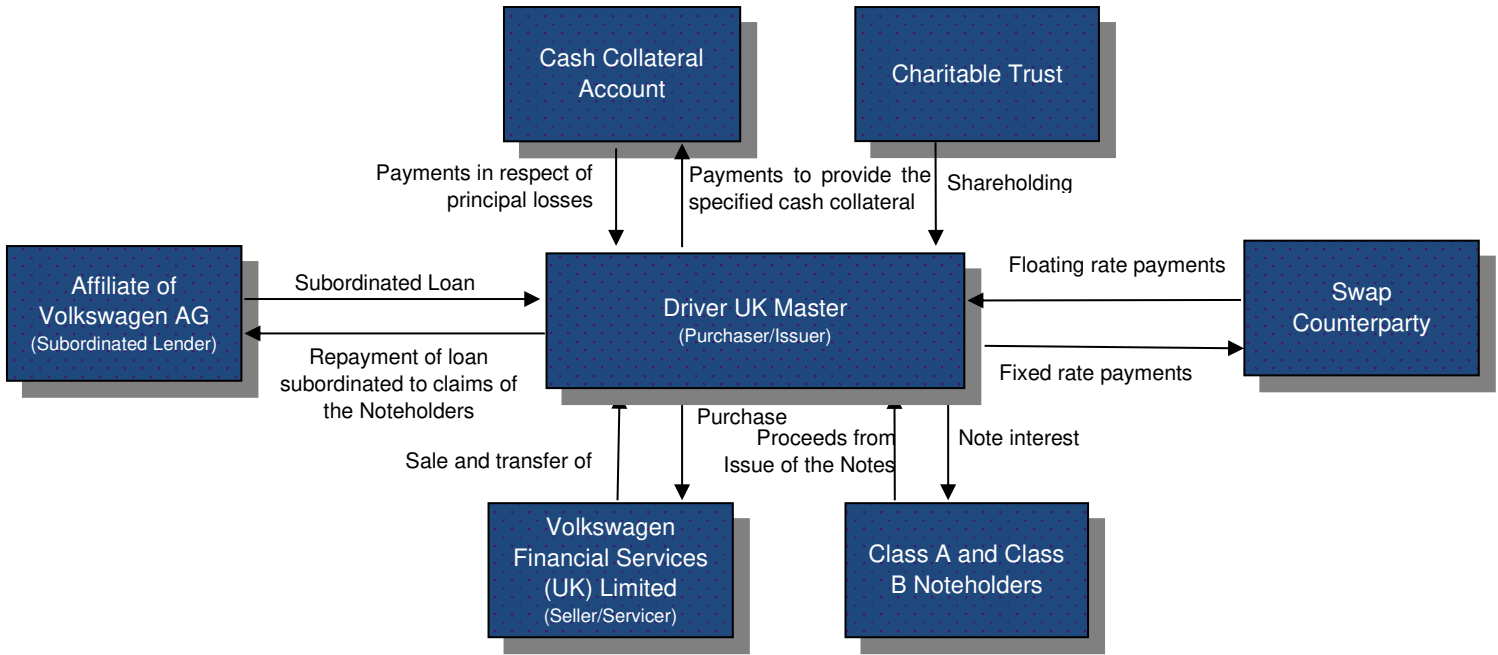 Cash Collateral
Account
Charitable Trust
Payments in respect of
principal losses
Payments to provide the
specified cash collateral
Shareholding
Affiliate of
Volkswagen AG
(Subordinated Lender)
Subordinated Loan
Repayment of loan
subordinated to claims of
the Noteholders
Driver UK Master
(Purchaser/Issuer)
Floating rate payments
Fixed rate payments
Swap
Counterparty
Sale and transfer of
Purchase
Proceeds from
Issue of the Notes
Note interest
Volkswagen
Financial Services
(UK) Limited
(Seller/Servicer)
Class A and Class
B Noteholders